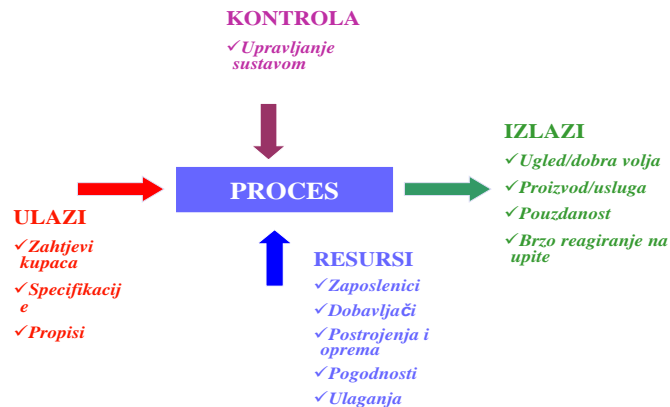 KONTROLA
✓Upravljanje
sustavom
IZLAZI
✓Ugled/dobra volja
✓Proizvod/usluga
✓Pouzdanost
✓Brzo reagiranje na
upite
PROCES
ULAZI
✓Zahtjevi
kupaca
✓Specifikacij
e
✓Propisi
RESURSI
✓Zaposlenici
✓Dobavljači
✓Postrojenja i
oprema
✓Pogodnosti
✓Ulaganja